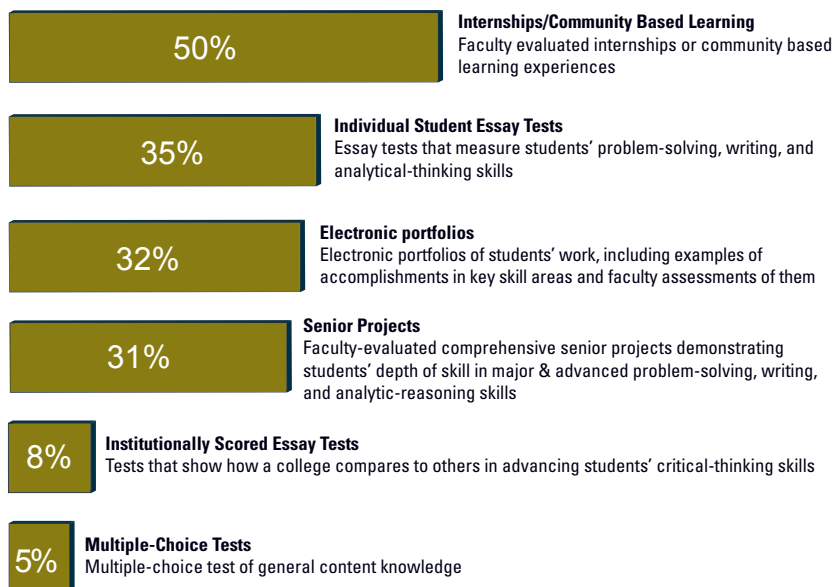 50%
Internships/Community Based Learning
Faculty evaluated internships or community based
learning experiences
35%
Individual Student Essay Tests
Essay tests that measure students’ problem-solving, writing, and
analytical-thinking skills
32%
Electronic portfolios
Electronic portfolios of students’ work, including examples of
accomplishments in key skill areas and faculty assessments of them
31%
Senior Projects
Faculty-evaluated comprehensive senior projects demonstrating
students’ depth of skill in major & advanced problem-solving, writing,
and analytic-reasoning skills
8%
Institutionally Scored Essay Tests
Tests that show how a college compares to others in advancing students’ critical-thinking skills
5%
Multiple-Choice Tests
Multiple-choice test of general content knowledge